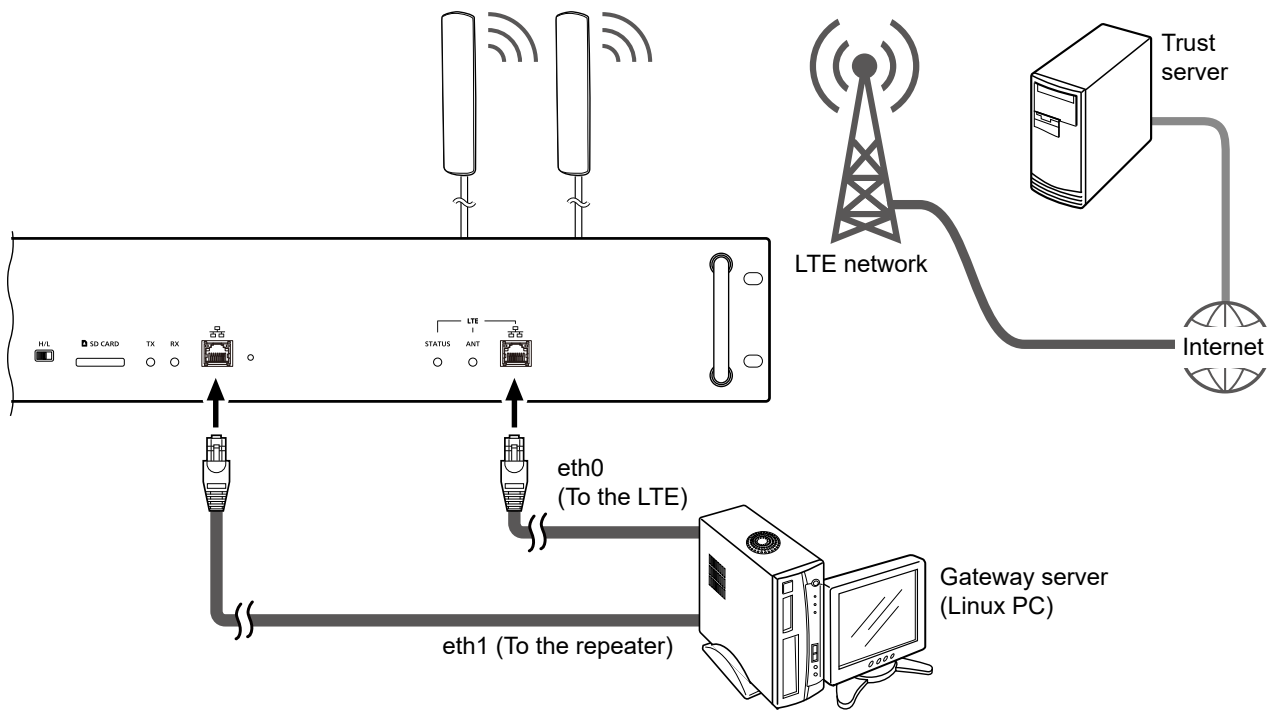 Trust
server
LTE network
Internet
LTE
H/L
SD CARD
TX
RX
STATUS
ANT
eth0
(To the LTE)
Gateway server
(Linux PC)
eth1 (To the repeater)